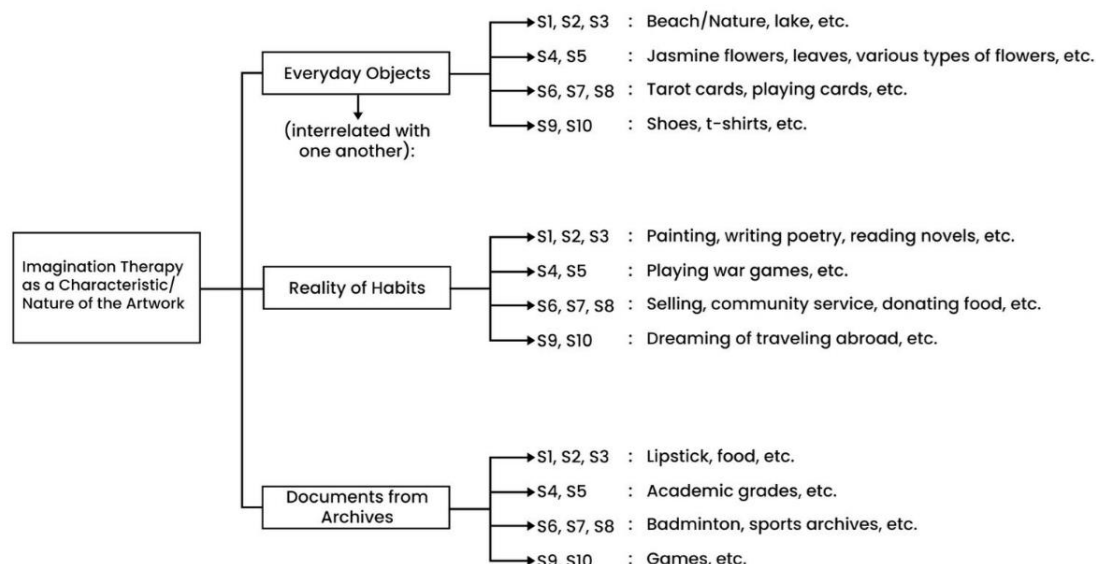 Imagination Therapy
as a Characteristic/
Nature of the Artwork
Everyday Objects
(interrelated with
one another):
S1, S2, S3 : Beach/Nature, lake, etc.
S4, S5 : Jasmine flowers, leaves, various types of flowers, etc.
S6, S7, S8 : Tarot cards, playing cards, etc.
S9, S10 : Shoes, t-shirts, etc.
Reality of Habits
S1, S2, S3 : Painting, writing poetry, reading novels, etc.
S4, S5 : Playing war games, etc.
S6, S7, S8 : Selling, community service, donating food, etc.
S9, S10 : Dreaming of traveling abroad, etc.
Documents from
Archives
S1, S2, S3 : Lipstick, food, etc.
S4, S5 : Academic grades, etc.
S6, S7, S8 : Badminton, sports archives, etc.
S9, S10 : Games, etc.